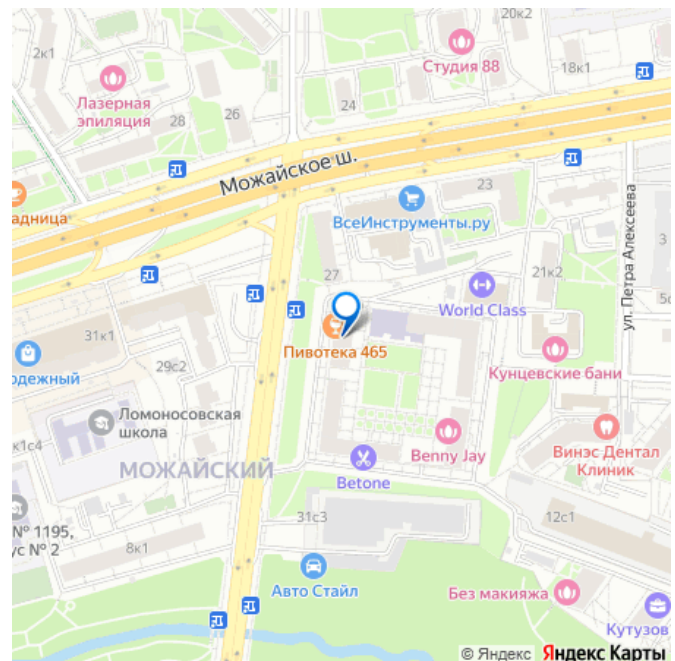 20к2
2к1
Студия 88
18к1
Лазерная
эпиляция
24
26
28
Можайское ш.
23
адница
ВсеИнструменты.ру
ул. Петра Алексеева
3
27
21к2
World Class
31к1
Пивотека 465
одежный
29с2
Кунцевские бани
Ломоносовская
школа
к1с4
Винэс Дентал
Клиник
Benny Jay
МОЖАЙСКИЙ
Betone
31с3
12с1
№ 1195,
ус № 2
8к1
Авто Стайл
Без макияжа
Кутузов
© Яндекс Яндекс Карты